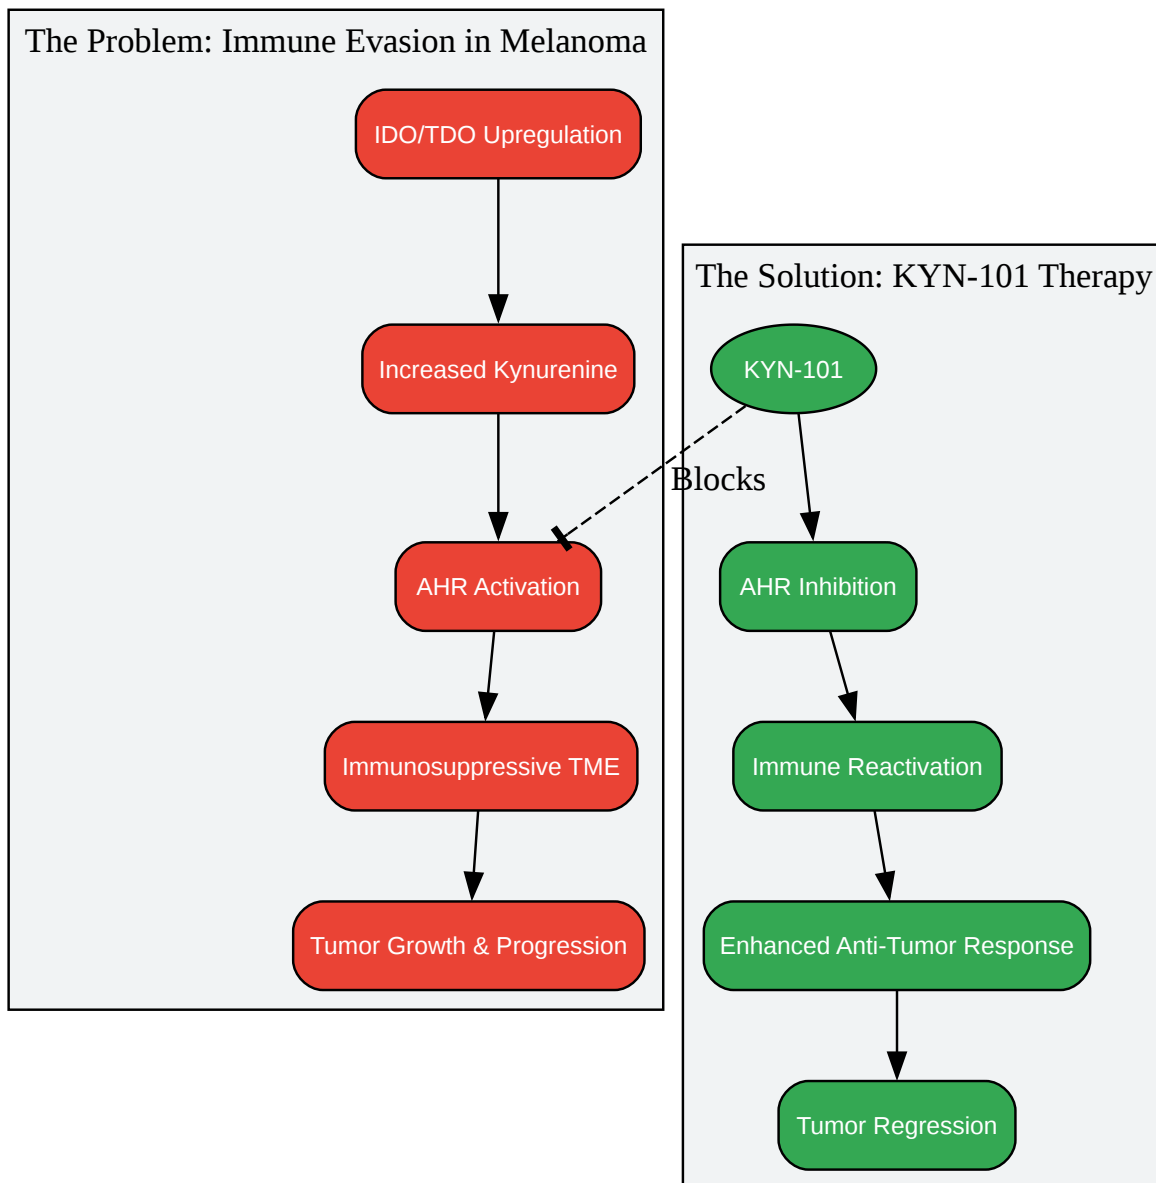 The Problem: Immune Evasion in Melanoma
IDO/TDO Upregulation
Increased Kynurenine
AHR Activation
Immunosuppressive TME
Tumor Growth & Progression
The Solution: KYN-101 Therapy
KYN-101
Blocks
AHR Inhibition
Immune Reactivation
Enhanced Anti-Tumor Response
Tumor Regression